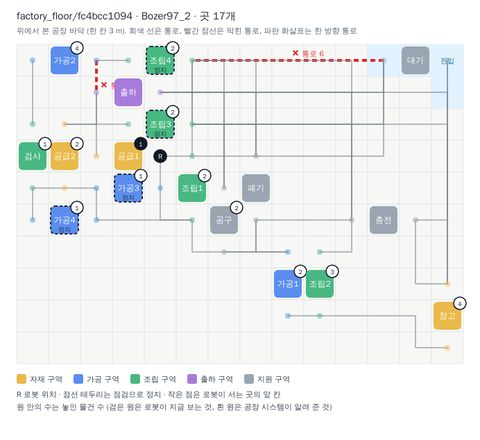 factory_floor/fc4bcc1094 · Bozer97_2 · 곳 17개
위에서 본 공장 바닥 (한 칸 3 m). 회색 선은 통로, 빨간 점선은 막힌 통로, 파란 화살표는 한 방향 통로
✖ 통로 6
가공2 4
조립4 2
정지
대기
진입
✖
출하
조립3 2
정지
검사 1
공급2 2
공급1 1
R
가공3 1
정지
조립1 2
폐기
가공4 1
정지
공구 2
충전
가공1 2
조립2 3
창고 4
자재 구역
가공 구역
조립 구역
출하 구역
지원 구역
R 로봇 위치 · 점선 테두리는 점검으로 정지 · 작은 점은 로봇이 서는 곳의 앞 칸
원 안의 수는 놓인 물건 수 (검은 원은 로봇이 지금 보는 것, 흰 원은 공장 시스템이 알려 준 것)